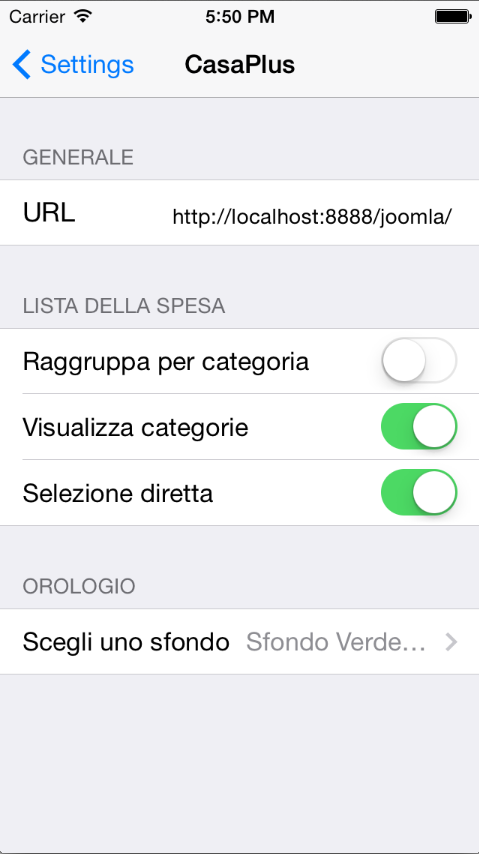 Carrier 5:50 PM
Settings CasaPlus
GENERALE
URL http://localhost:8888/joomla/
LISTA DELLA SPESA
Raggruppa per categoria
Visualizza categorie
Selezione diretta
OROLOGIO
Scegli uno sfondo Sfondo Verde…